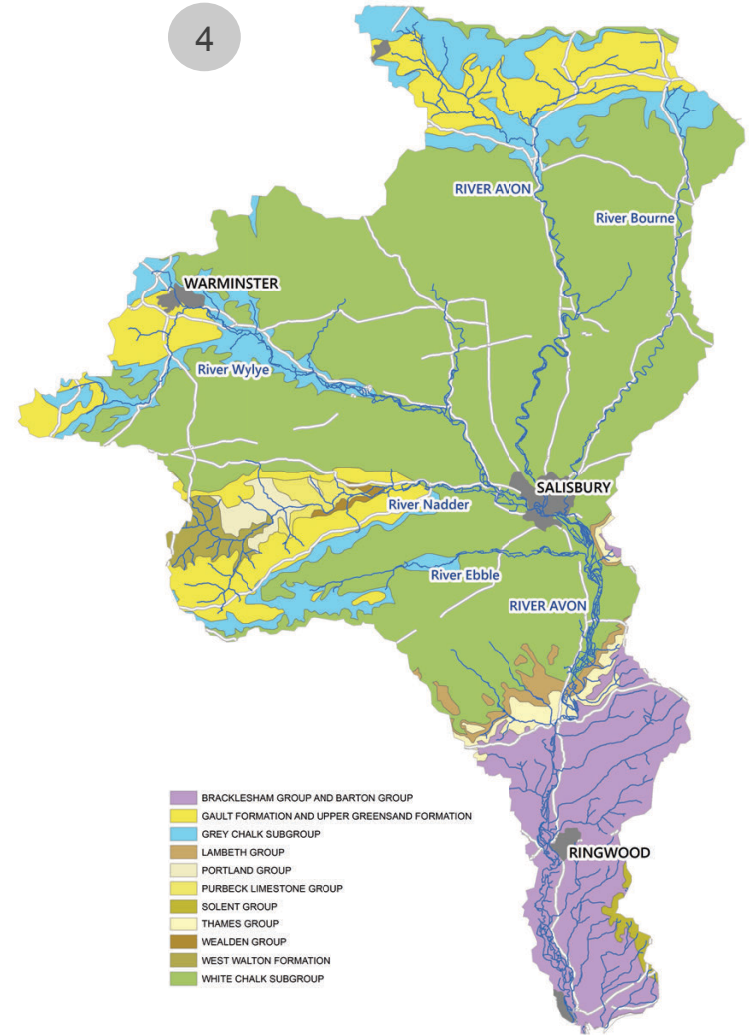 4
RIVER AVON
River Bourne
WARMINSTER
River Wylye
SALISBURY
River Nadder
River Ebble
RIVER AVON
BRACKLESHAM GROUP AND BARTON GROUP
GAULT FORMATION AND UPPER GREENSAND FORMATION
GREY CHALK SUBGROUP
LAMBETH GROUP
PORTLAND GROUP
PURBECK LIMESTONE GROUP
SOLENT GROUP
THAMES GROUP
WEALDEN GROUP
WEST WALTON FORMATION
WHITE CHALK SUBGROUP
RINGWOOD